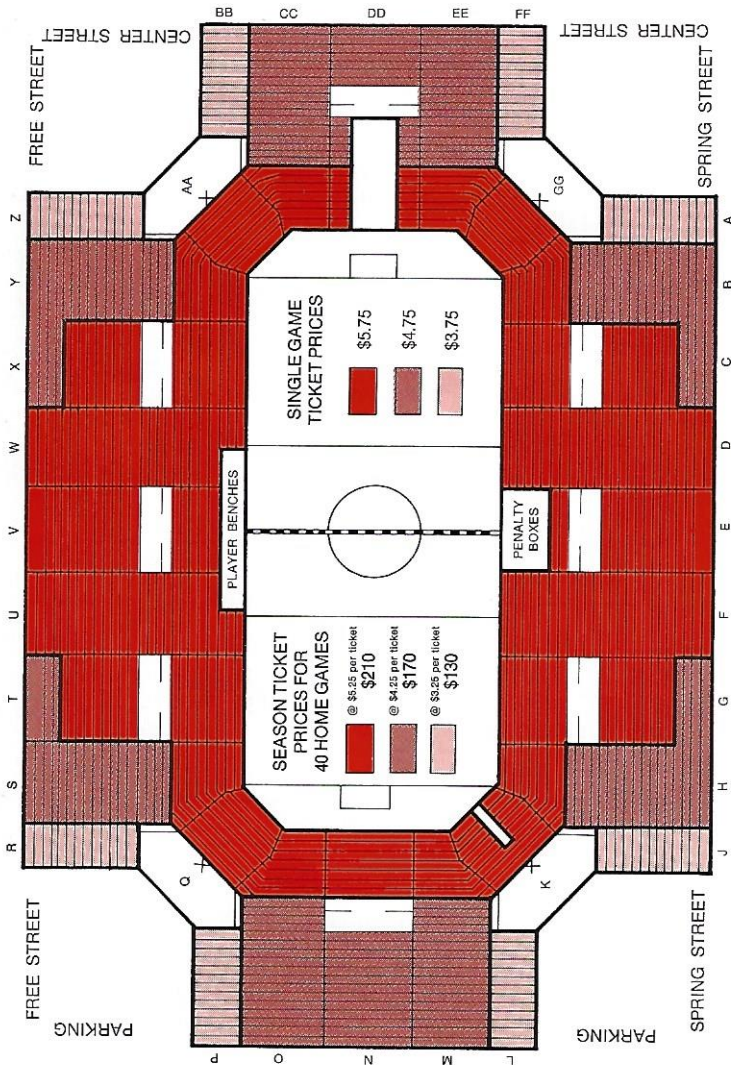 FREE STREET
PARKING
R
S
T
U
V
W
X
Y
Z
FREE STREET
CENTER STREET
P
O
N
M
L
Q
AA
BB
CC
DD
EE
FF
PLAYER BENCHES
SEASON TICKET
PRICES FOR
40 HOME GAMES
@ $5.25 per ticket
$210
@ $4.25 per ticket
$170
@ $3.25 per ticket
$130
SINGLE GAME
TICKET PRICES
$5.75
$4.75
$3.75
PENALTY
BOXES
K
GG
J
H
G
F
E
D
C
B
A
PARKING
SPRING STREET
SPRING STREET
CENTER STREET